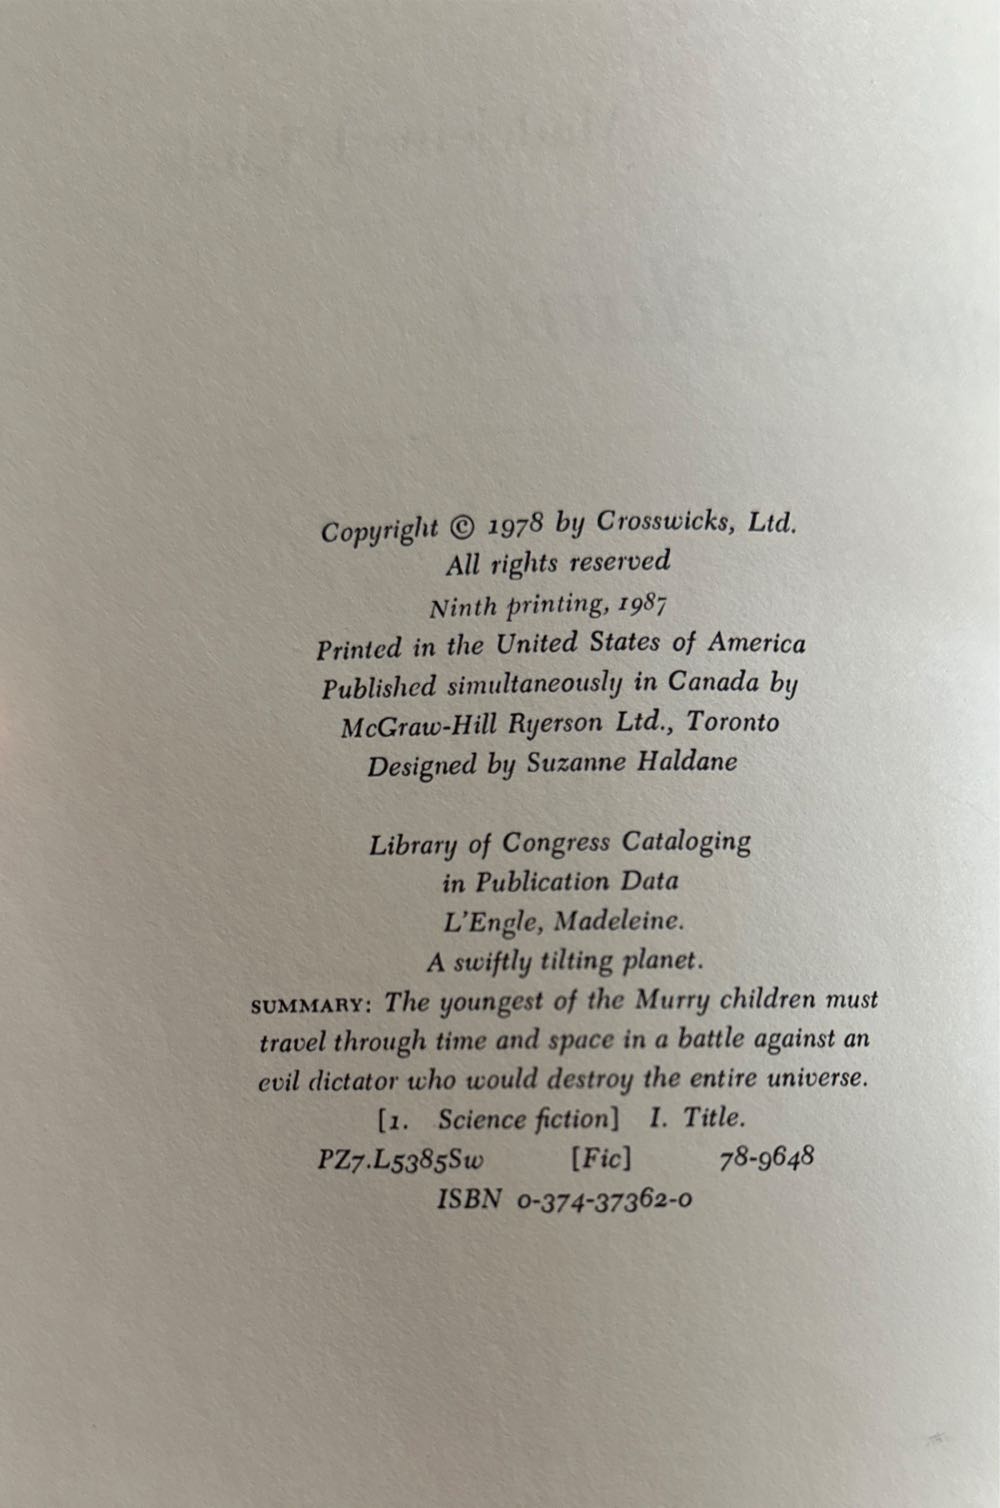 Copyright © 1978 by Crosswicks, Ltd.
All rights reserved
Ninth printing, 1987
Printed in the United States of America
Published simultaneously in Canada by
McGraw-Hill Ryerson Ltd., Toronto
Designed by Suzanne Haldane
Library of Congress Cataloging
in Publication Data
L'Engle, Madeleine.
A swiftly tilting planet.
SUMMARY: The youngest of the Murry children must
travel through time and space in a battle against an
evil dictator who would destroy the entire universe.
[1. Science fiction] I. Title.
PZ7.L5385Sw [Fic] 78-9648
ISBN 0-374-37362-0